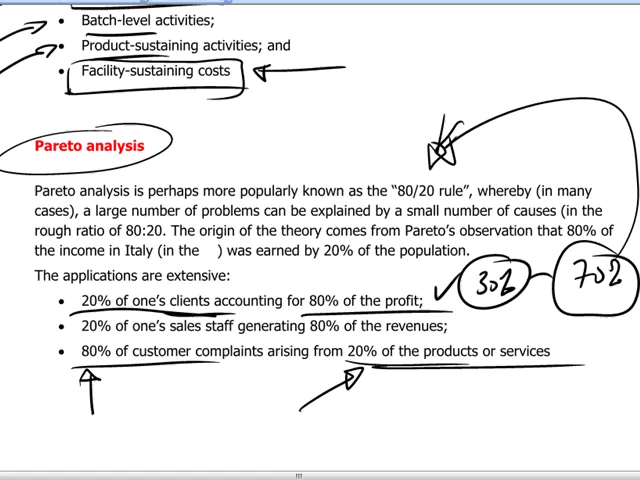 • Batch-level activities;
• Product-sustaining activities; and
• Facility-sustaining costs
Pareto analysis
Pareto analysis is perhaps more popularly known as the “80/20 rule”, whereby (in many
cases), a large number of problems can be explained by a small number of causes (in the
rough ratio of 80:20. The origin of the theory comes from Pareto’s observation that 80% of
the income in Italy (in the ) was earned by 20% of the population.
The applications are extensive:
• 20% of one’s clients accounting for 80% of the profit;
30%
70%
• 20% of one’s sales staff generating 80% of the revenues;
• 80% of customer complaints arising from 20% of the products or services